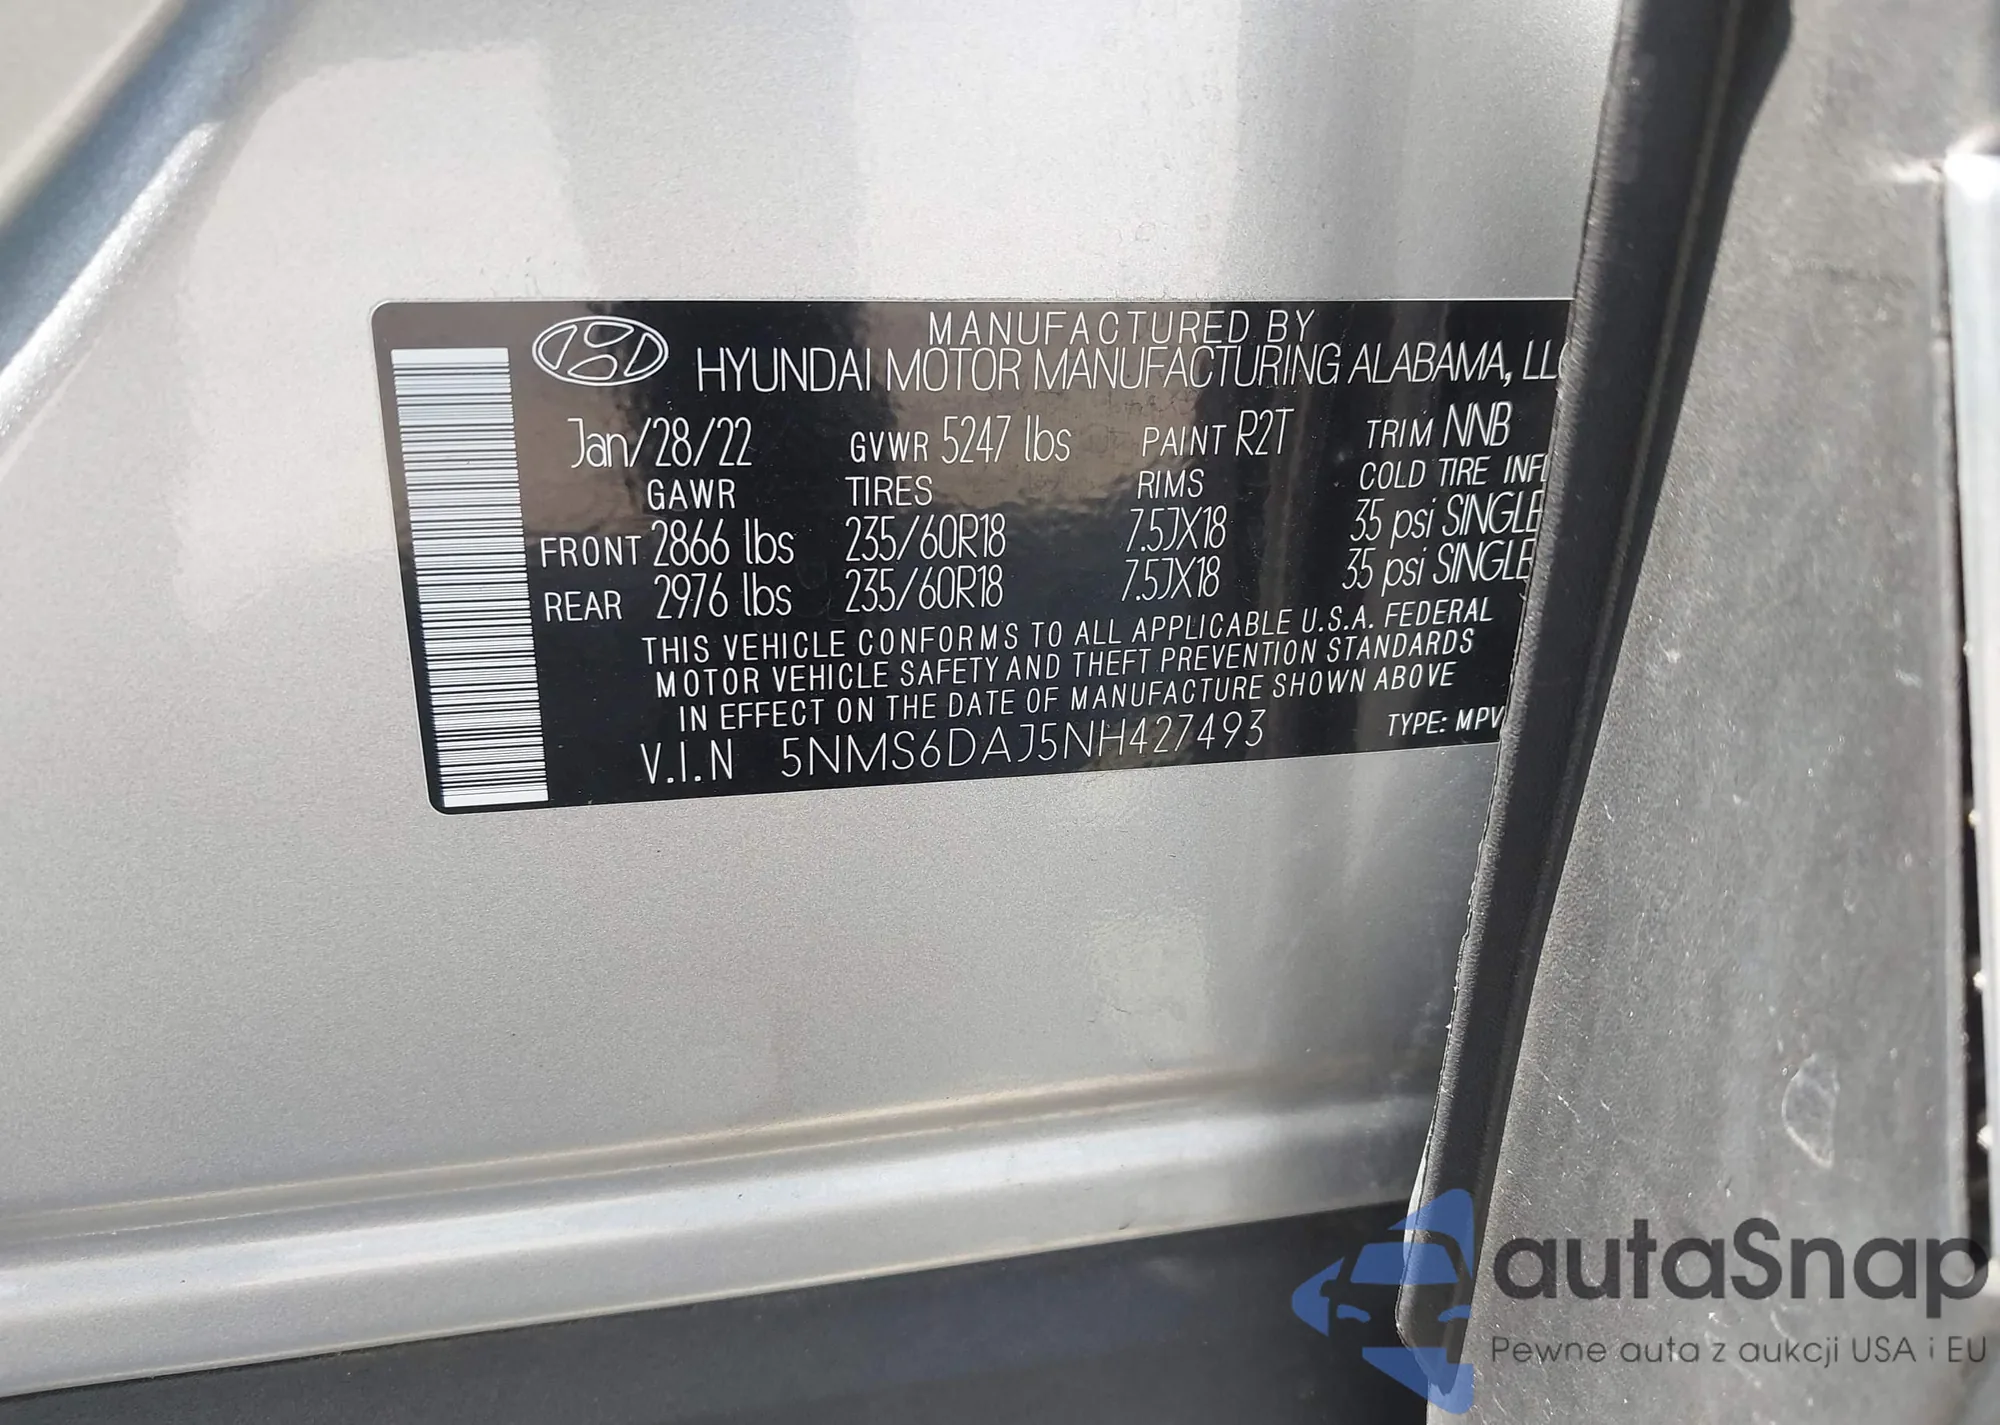 MANUFACTURED BY
HYUNDAI MOTOR MANUFACTURING ALABAMA, LLC
Jan/28/22 GVWR 5247 lbs PAINT R2T TRIM NNB
GAWR TIRES RIMS COLD TIRE INFL
FRONT 2866 lbs 235/60R18 7.5JX18 35 psi SINGLE
REAR 2976 lbs 235/60R18 7.5JX18 35 psi SINGLE
THIS VEHICLE CONFORMS TO ALL APPLICABLE U.S.A. FEDERAL
MOTOR VEHICLE SAFETY AND THEFT PREVENTION STANDARDS
IN EFFECT ON THE DATE OF MANUFACTURE SHOWN ABOVE
V.I.N 5NMS6DAJ5NH427493 TYPE: MPV
autaSnap
Pewne auta z aukcji USA i EU